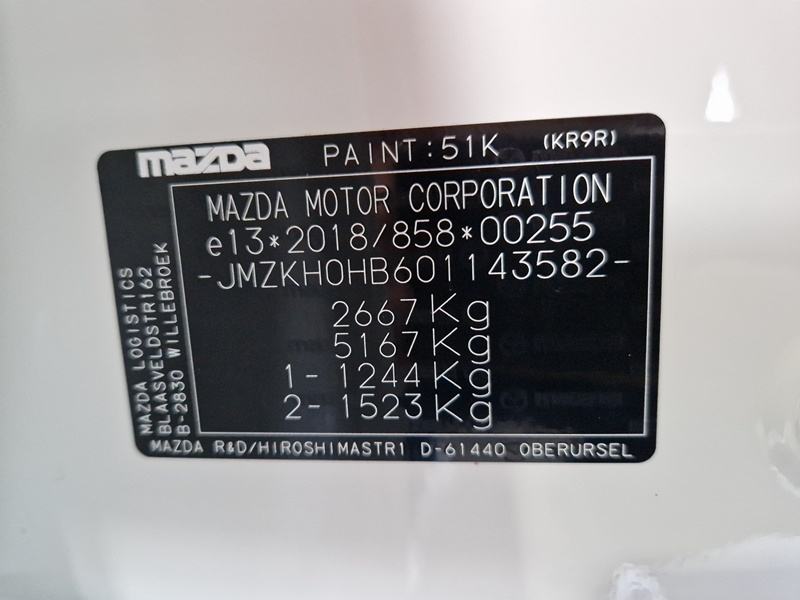 mazda PAINT:51K (KR9R)
MAZDA MOTOR CORPORATION
e13*2018/858*00255
-JMZKH0HB601143582-
2667Kg
5167Kg
1- 1244Kg
2- 1523Kg
MAZDA LOGISTICS
BLAASVELDSTR162
B-2830 WILLEBROEK
MAZDA R&D/HIROSHIMASTR1 D-61440 OBERURSEL